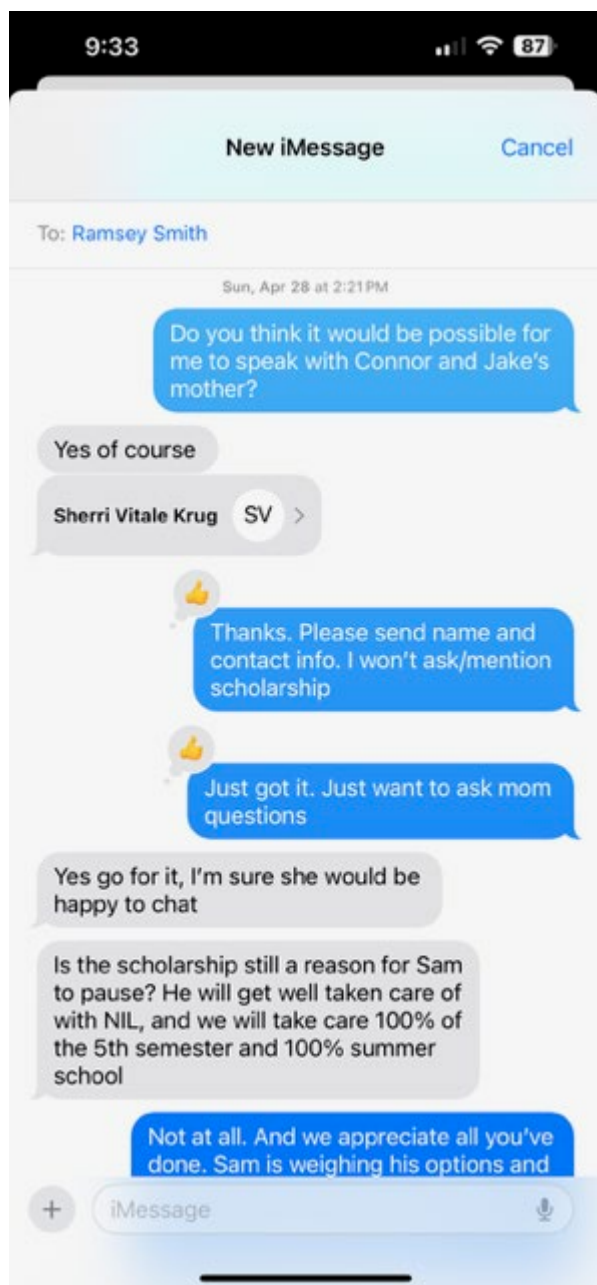 9:33
87
New iMessage
Cancel
To: Ramsey Smith
Sun, Apr 28 at 2:21 PM
Do you think it would be possible for
me to speak with Connor and Jake's
mother?
Yes of course
Sherri Vitale Krug SV >
Thanks. Please send name and
contact info. I won't ask/mention
scholarship
Just got it. Just want to ask mom
questions
Yes go for it, I'm sure she would be
happy to chat
Is the scholarship still a reason for Sam
to pause? He will get well taken care of
with NIL, and we will take care 100% of
the 5th semester and 100% summer
school
Not at all. And we appreciate all you've
done. Sam is weighing his options and
+ iMessage